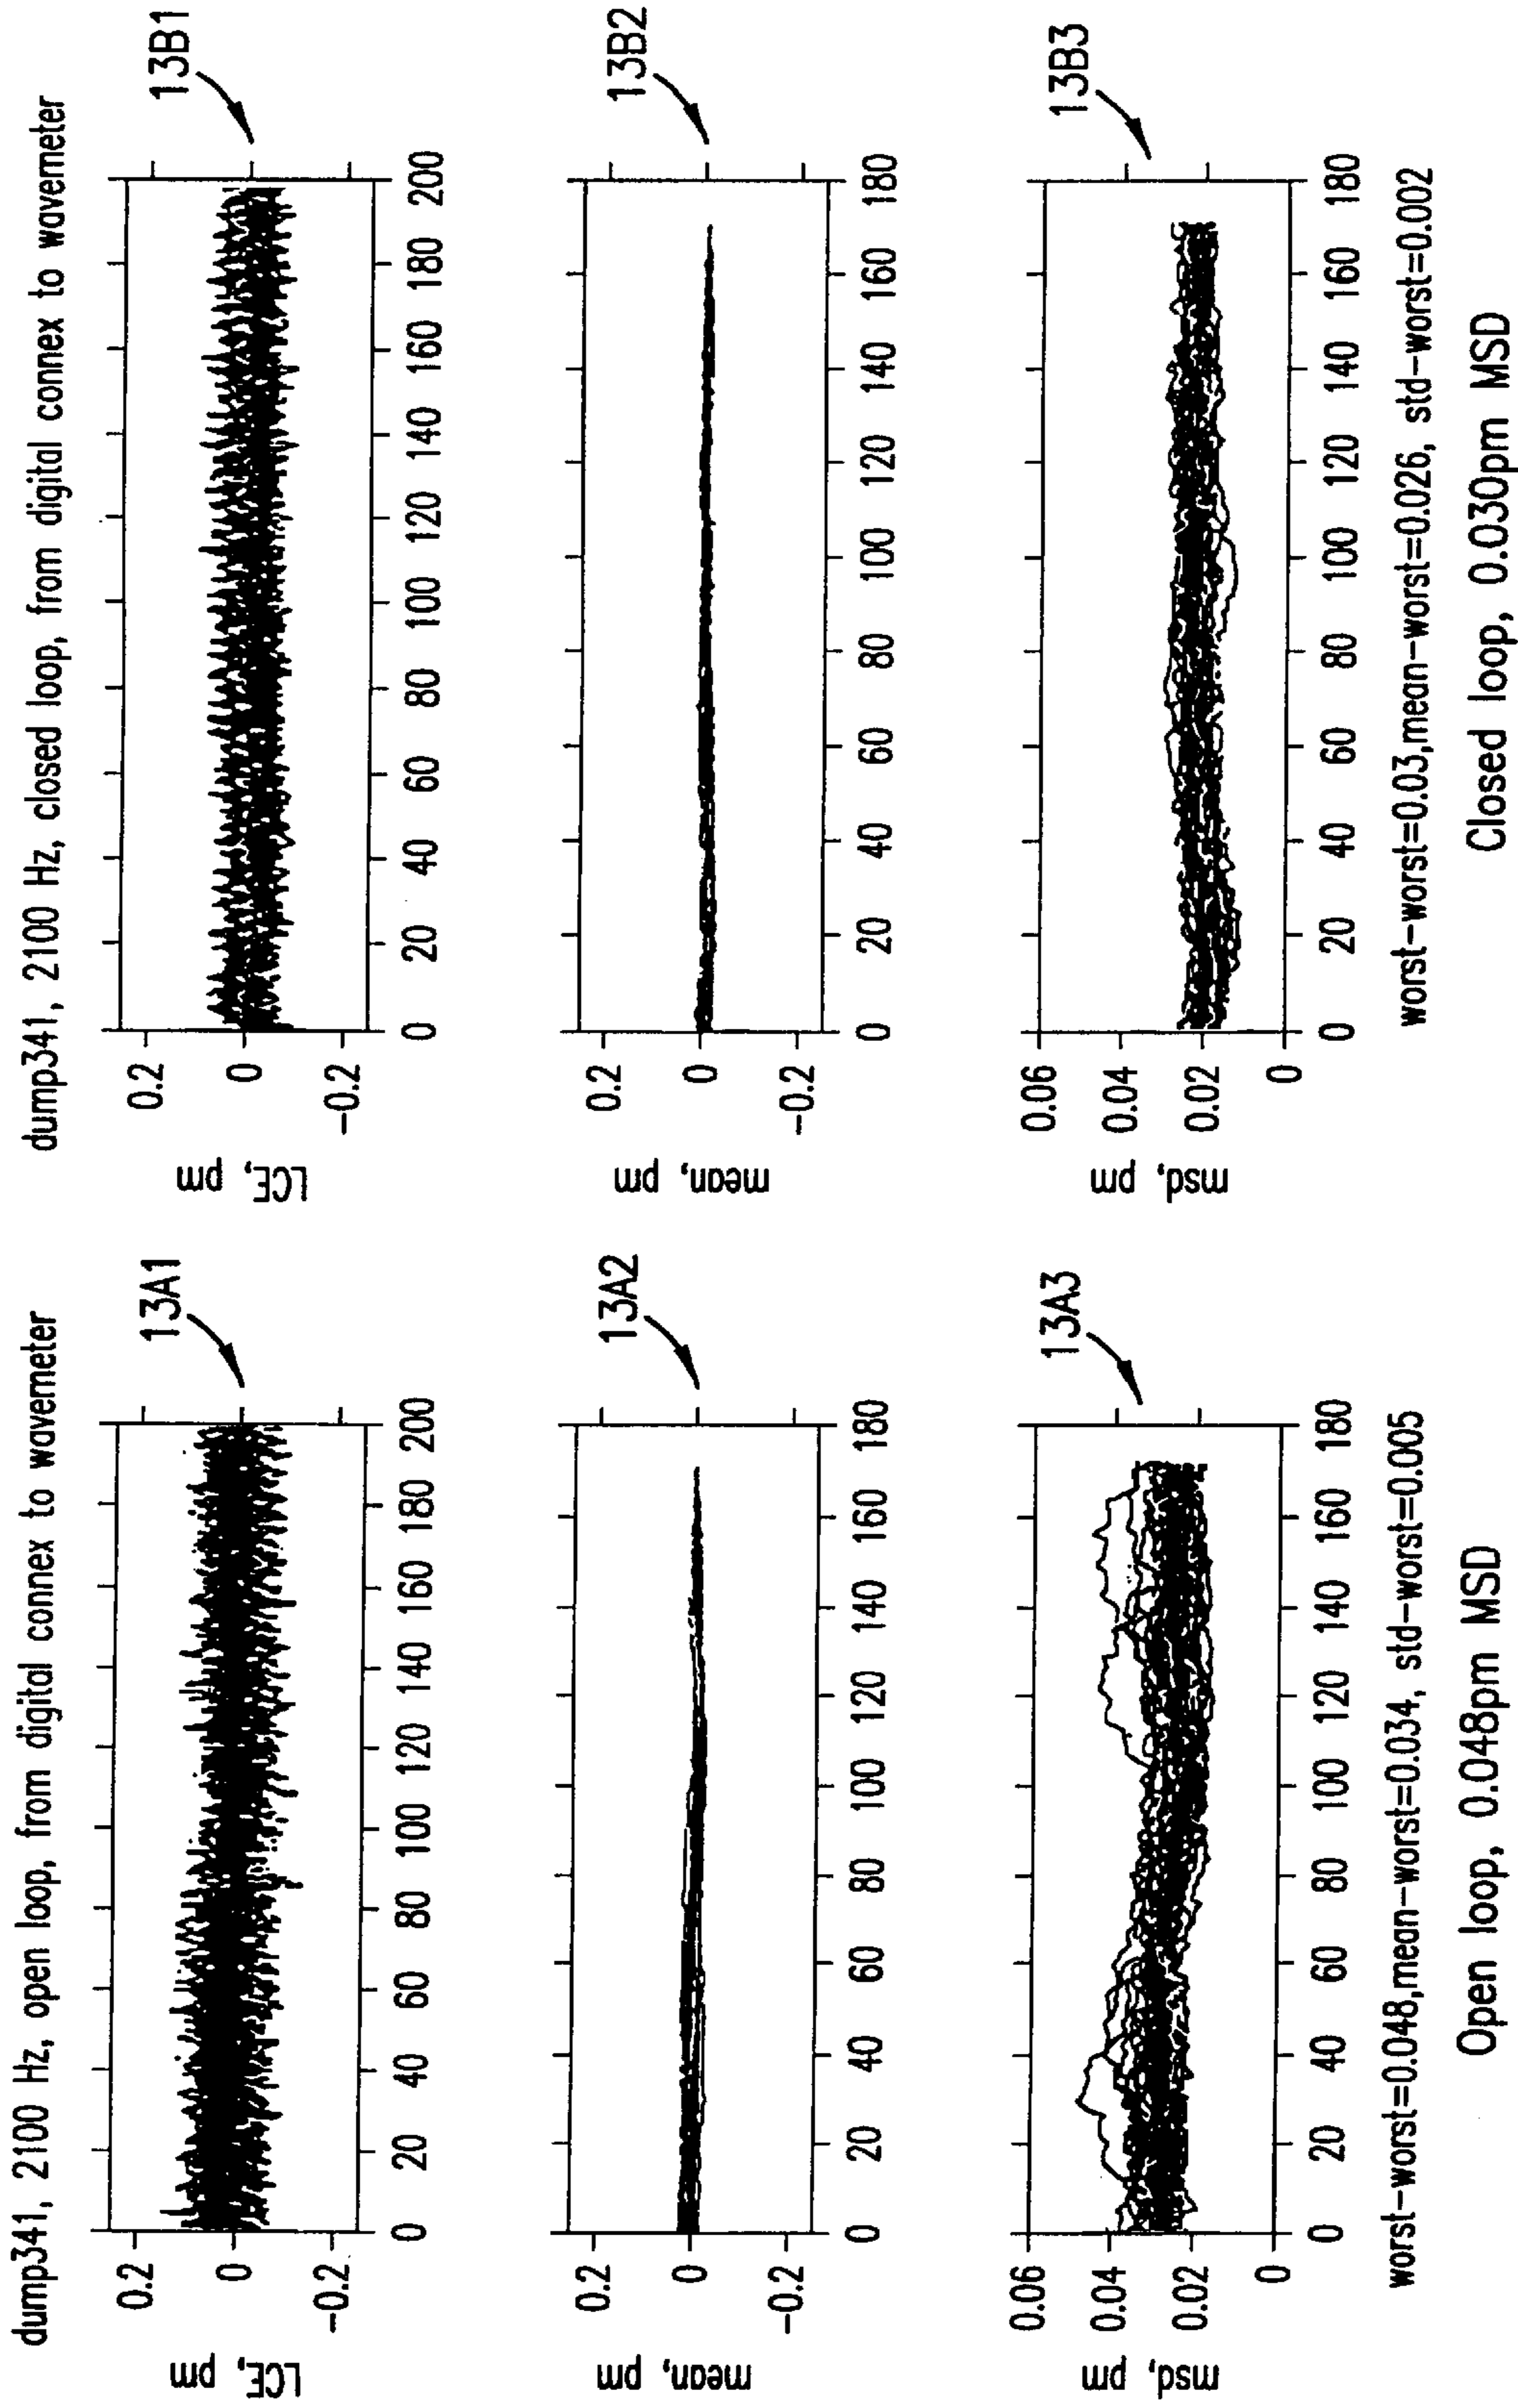 dump341, 2100 Hz, open loop, from digital connex to wavemeter
13A1
LCE, pm
0.2
0
-0.2
0 20 40 60 80 100 120 140 160 180 200
13A2
mean, pm
0.2
0
-0.2
0 20 40 60 80 100 120 140 160 180
13A3
msd, pm
0.06
0.04
0.02
0
0 20 40 60 80 100 120 140 160 180
worst-worst=0.048,mean-worst=0.034, std-worst=0.005
Open loop, 0.048pm MSD
dump341, 2100 Hz, closed loop, from digital connex to wavemeter
13B1
LCE, pm
0.2
0
-0.2
0 20 40 60 80 100 120 140 160 180 200
13B2
mean, pm
0.2
0
-0.2
0 20 40 60 80 100 120 140 160 180
13B3
msd, pm
0.06
0.04
0.02
0
0 20 40 60 80 100 120 140 160 180
worst-worst=0.03,mean-worst=0.026, std-worst=0.002
Closed loop, 0.030pm MSD